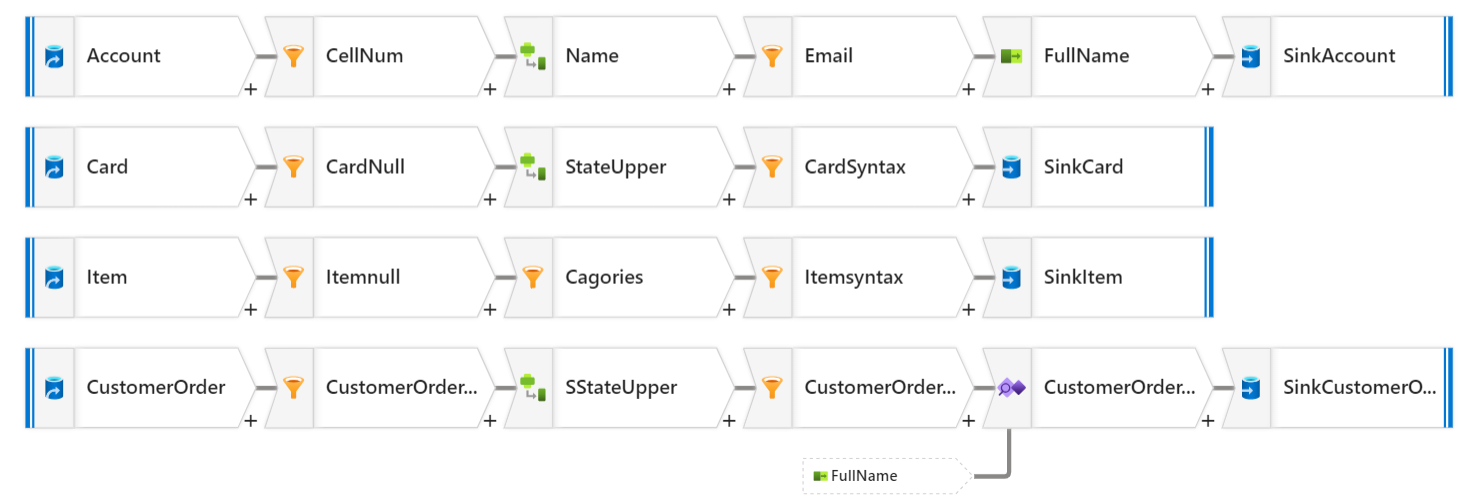 Account CellNum Name Email FullName SinkAccount
+ + + + +
Card CardNull StateUpper CardSyntax SinkCard
+ + + +
Item Itemnull Cagories Itemsyntax SinkItem
+ + + +
CustomerOrder CustomerOrder... SStateUpper CustomerOrder... CustomerOrder... SinkCustomerO...
+ + + + +
FullName